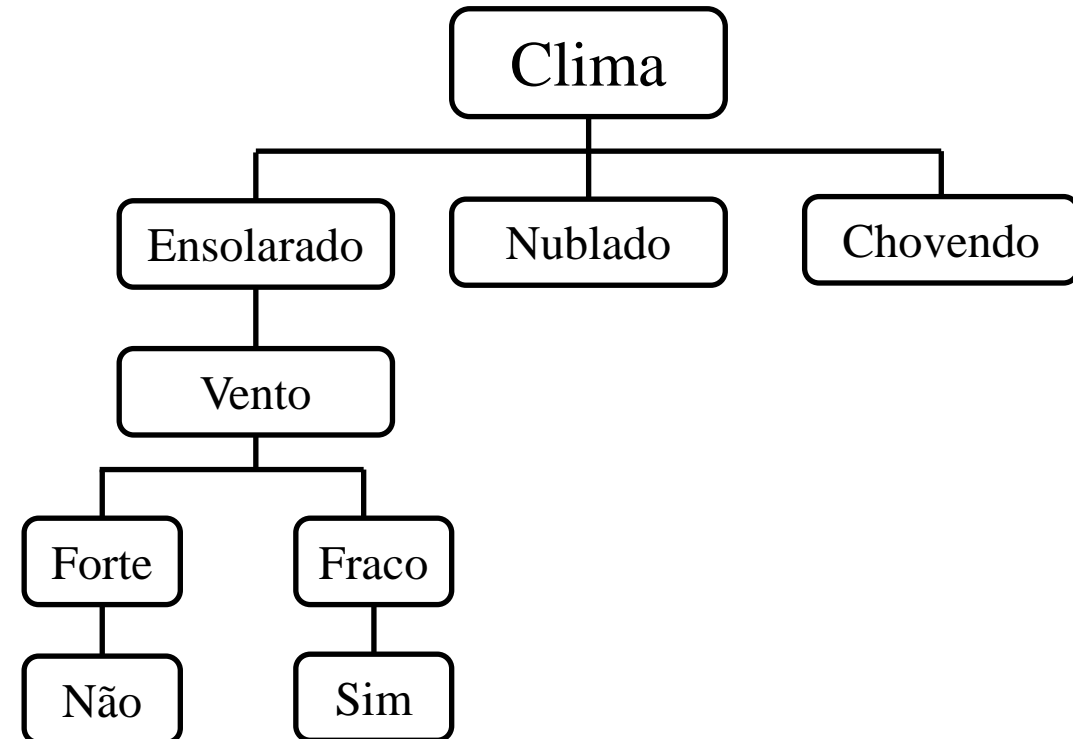 Clima
Ensolarado
Nublado
Chovendo
Vento
Forte
Fraco
Não
Sim